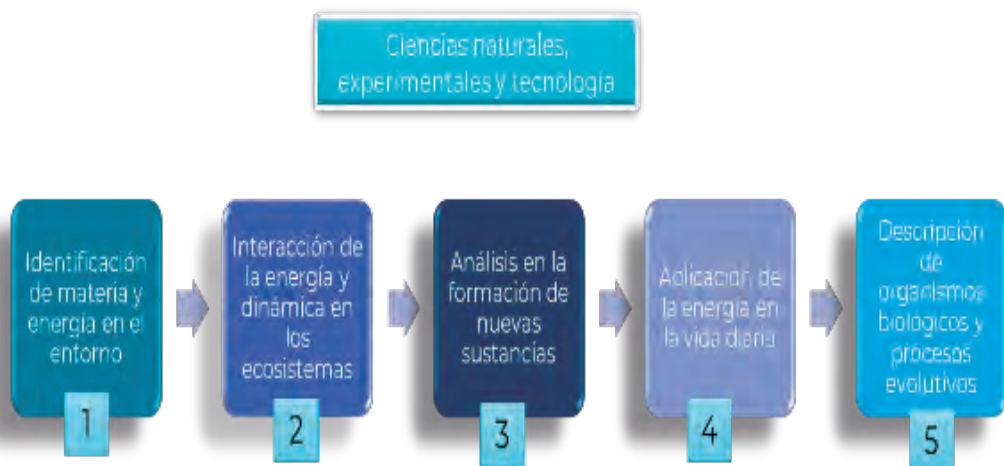 Ciencias naturales,
experimentales y tecnología
Identificación
de materia y
energía en el
entorno
1
Interacción de
la energía y
dinámica en
los
ecosistemas
2
Análisis en la
formación de
nuevas
sustancias
3
Aplicación de
la energía en
la vida diaria
4
Descripción
de
organismos
biológicos y
procesos
evolutivos
5